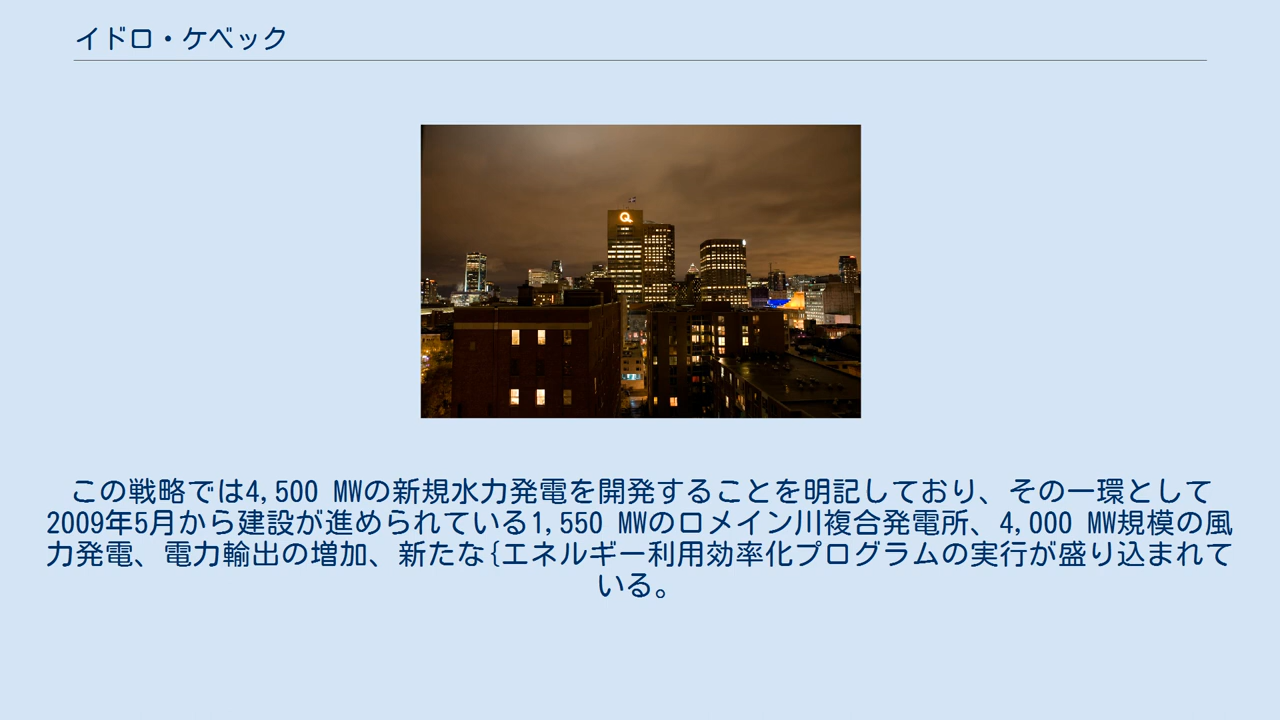 イドロ・ケベック
この戦略では4,500 MWの新規水力発電を開発することを明記しており、その一環として
2009年5月から建設が進められている1,550 MWのロメイン川複合発電所、4,000 MW規模の風
力発電、電力輸出の増加、新たな{エネルギー利用効率化プログラムの実行が盛り込まれて
いる。